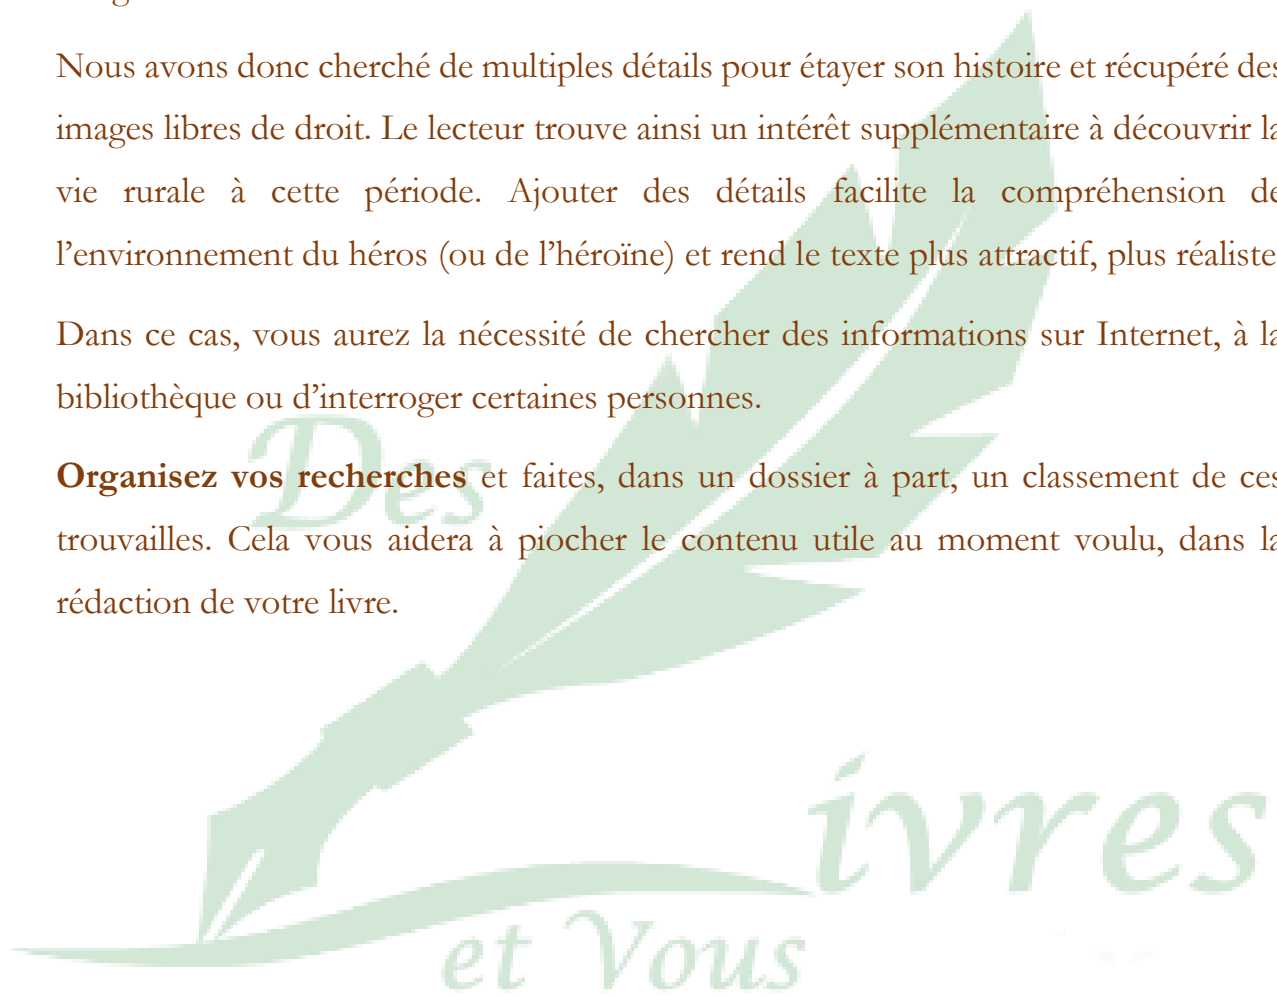 Nous avons donc cherché de multiples détails pour étayer son histoire et récupéré des
images libres de droit. Le lecteur trouve ainsi un intérêt supplémentaire à découvrir la
vie rurale à cette période. Ajouter des détails facilite la compréhension de
l’environnement du héros (ou de l’héroïne) et rend le texte plus attractif, plus réaliste
Dans ce cas, vous aurez la nécessité de chercher des informations sur Internet, à la
bibliothèque ou d’interroger certaines personnes.
Organisez vos recherches et faites, dans un dossier à part, un classement de ces
trouvailles. Cela vous aidera à piocher le contenu utile au moment voulu, dans la
rédaction de votre livre.
Des
ivres
et Vous